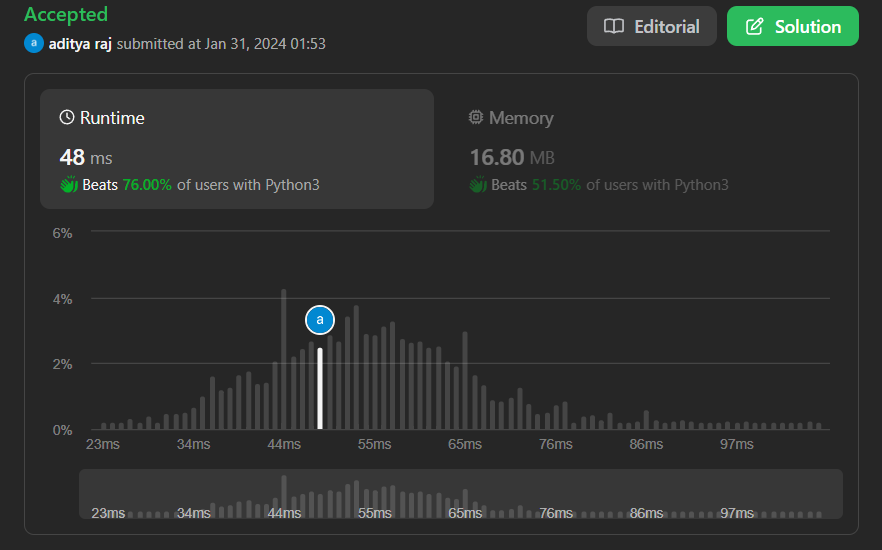 Accepted
Editorial
Solution
a aditya raj submitted at Jan 31, 2024 01:53
Runtime
48 ms
Beats 76.00% of users with Python3
Memory
16.80 MB
Beats 51.50% of users with Python3
6%
4%
a
2%
0%
23ms 34ms 44ms 55ms 65ms 76ms 86ms 97ms
23ms 34ms 44ms 55ms 65ms 76ms 86ms 97ms